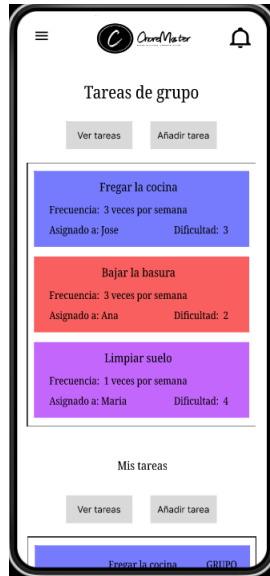 C ChoreMaster
Tareas de grupo
Ver tareas Añadir tarea
Fregar la cocina
Frecuencia: 3 veces por semana
Asignado a: Jose Dificultad: 3
Bajar la basura
Frecuencia: 3 veces por semana
Asignado a: Ana Dificultad: 2
Limpiar suelo
Frecuencia: 1 veces por semana
Asignado a: Maria Dificultad: 4
Mis tareas
Ver tareas Añadir tarea
Fregar la cocina GRUPO